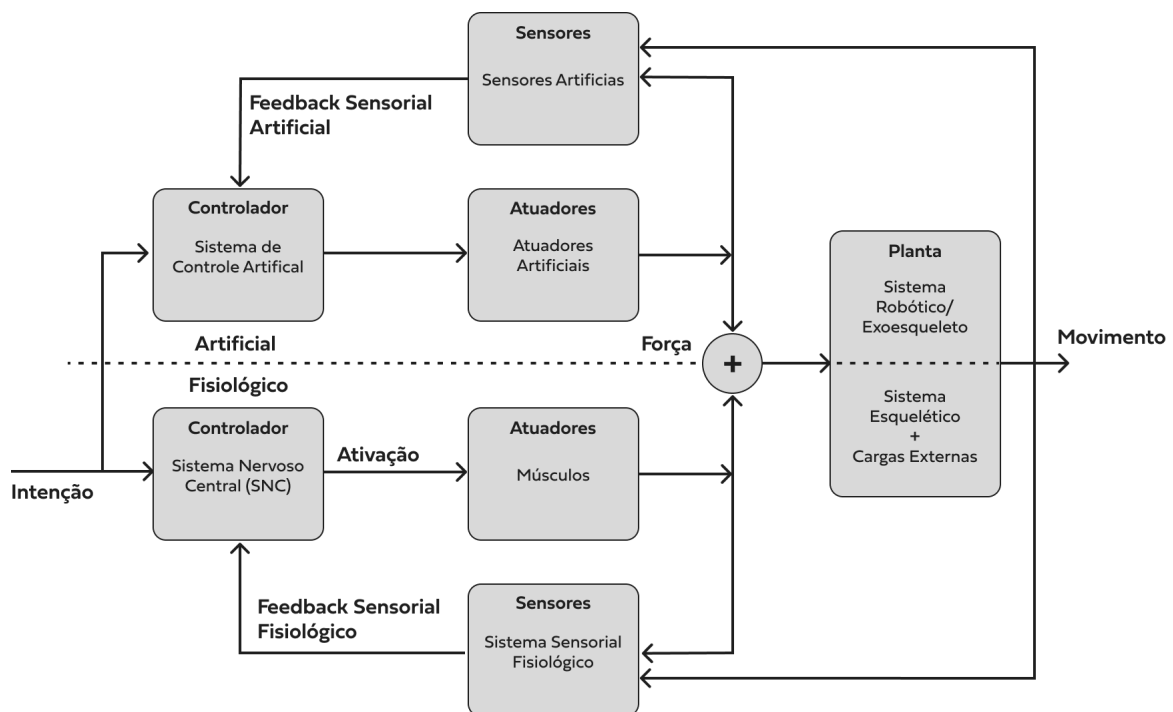 Sensores
Sensores Artificias
Feedback Sensorial
Artificial
Controlador
Sistema de
Controle Artifical
Atuadores
Atuadores
Artificiais
Planta
Sistema
Robótico/
Exoesqueleto
Artificial
Força
+
Movimento
Fisiológico
Sistema
Esquelético
+
Cargas Externas
Controlador
Sistema Nervoso
Central (SNC)
Ativação
Atuadores
Músculos
Intenção
Feedback Sensorial
Fisiológico
Sensores
Sistema Sensorial
Fisiológico